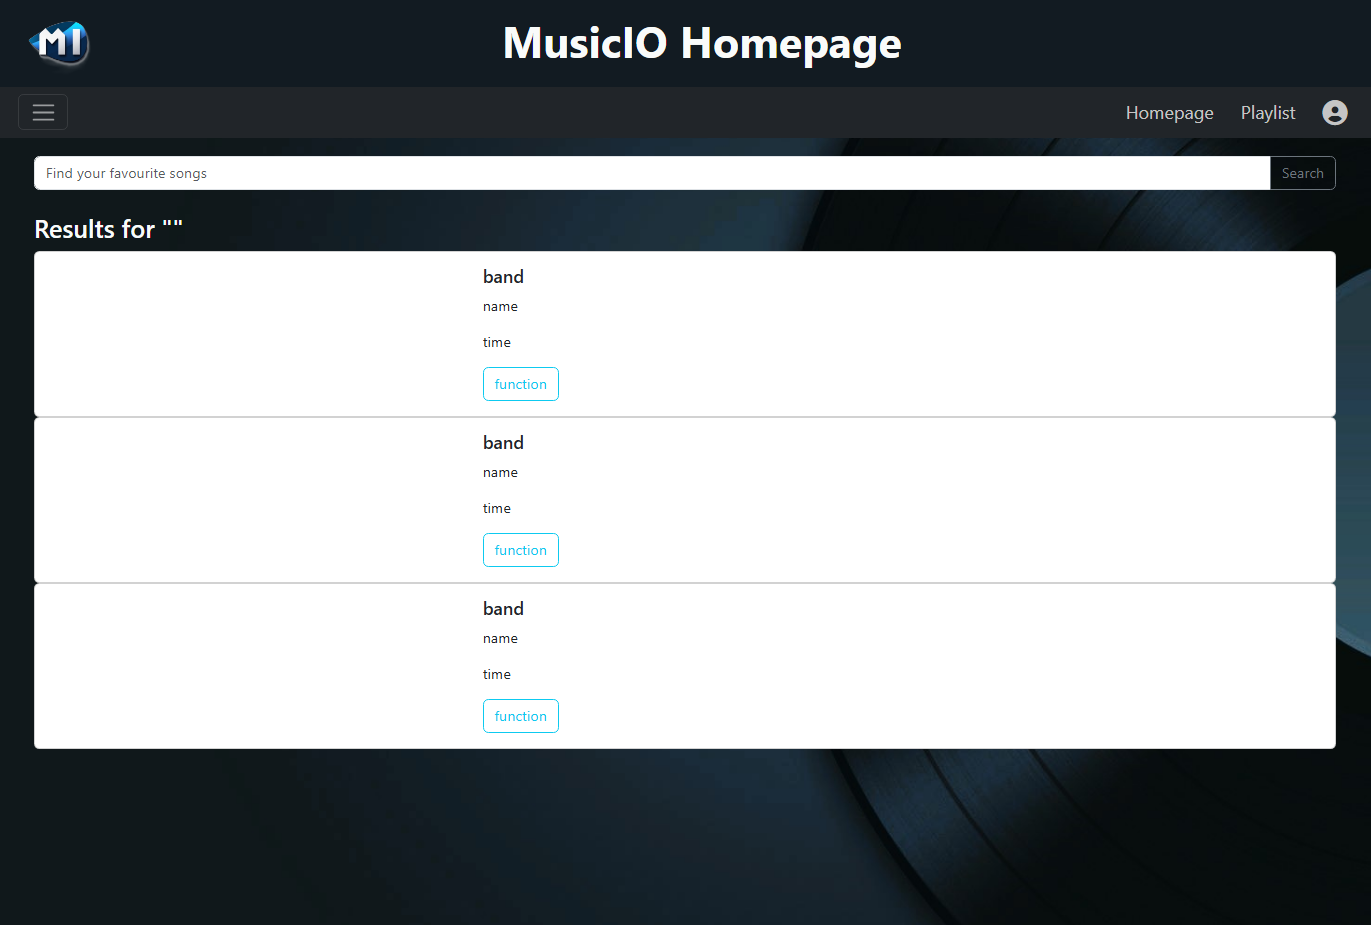 MI
MusicIO Homepage
Homepage
Playlist
Find your favourite songs
Search
Results for ""
band
name
time
function
band
name
time
function
band
name
time
function